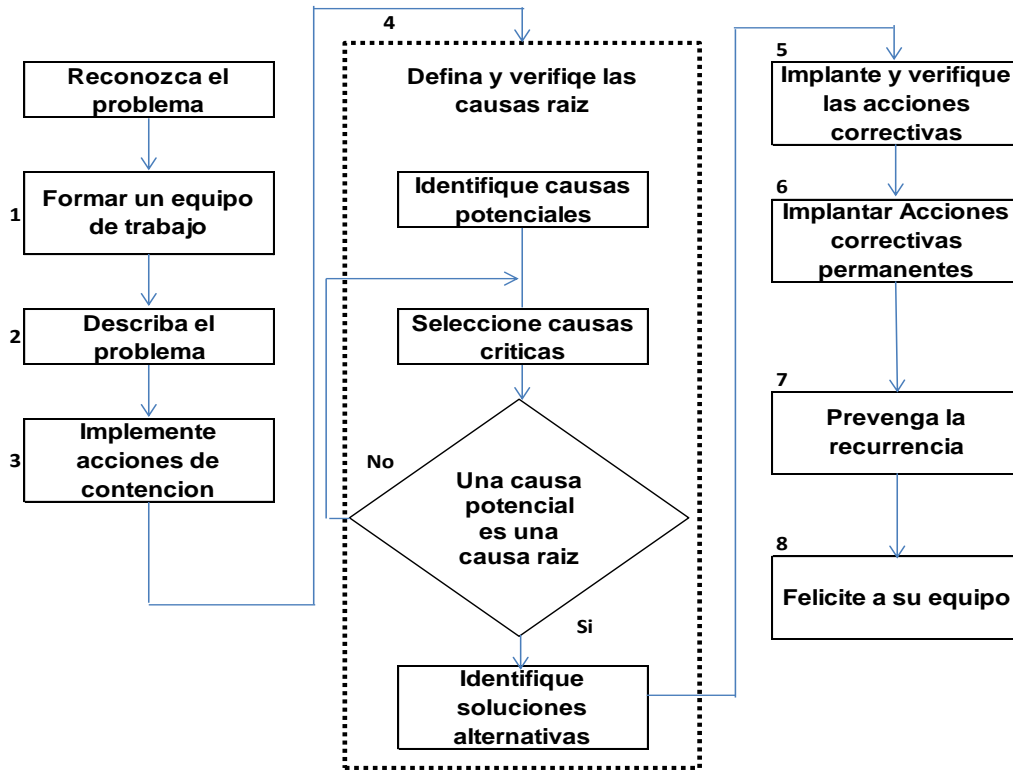 Reconozca el
problema
1
Formar un equipo
de trabajo
2
Describa el
problema
3
Implemente
acciones de
contencion
4
Defina y verifiqe las
causas raiz
Identifique causas
potenciales
Seleccione causas
criticas
No
Una causa
potencial
es una
causa raiz
Si
Identifique
soluciones
alternativas
5
Implante y verifique
las acciones
correctivas
6
Implantar Acciones
correctivas
permanentes
7
Prevenga la
recurrencia
8
Felicite a su equipo